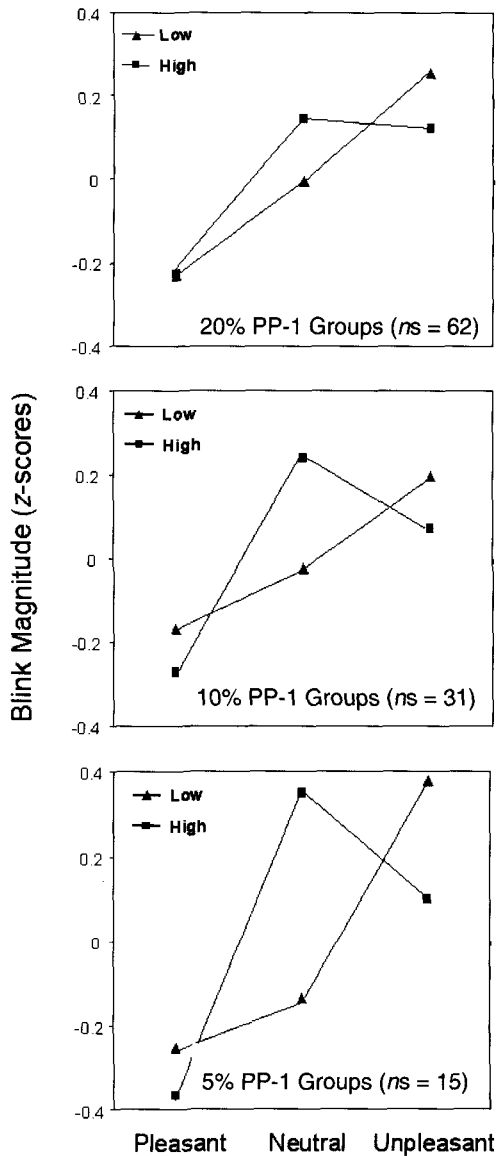 Low
High
0.4
0.2
0
-0.2
-0.4
20% PP-1 Groups (ns = 62)
Blink Magnitude (z-scores)
Low
High
0.4
0.2
0
-0.2
-0.4
10% PP-1 Groups (ns = 31)
Low
High
0.4
0.2
0
-0.2
-0.4
5% PP-1 Groups (ns = 15)
Pleasant Neutral Unpleasant